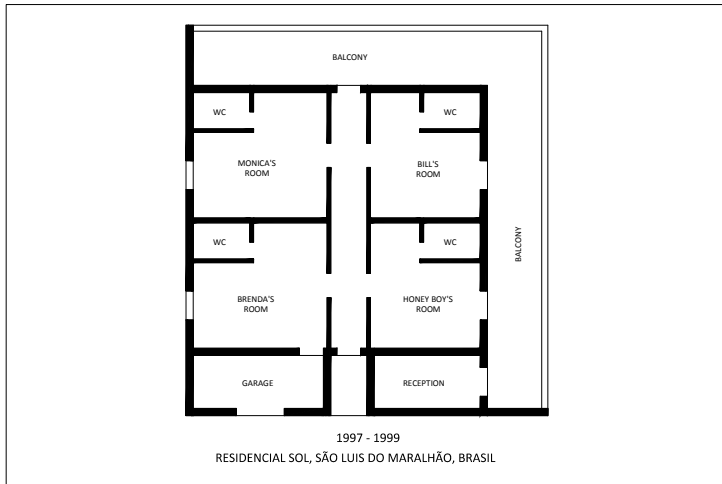 BALCONY
WC
WC
MONICA'S
ROOM
BILL'S
ROOM
BALCONY
WC
WC
BRENDA'S
ROOM
HONEY BOY'S
ROOM
GARAGE
RECEPTION
1997 - 1999
RESIDENCIAL SOL, SÃO LUIS DO MARALHÃO, BRASIL